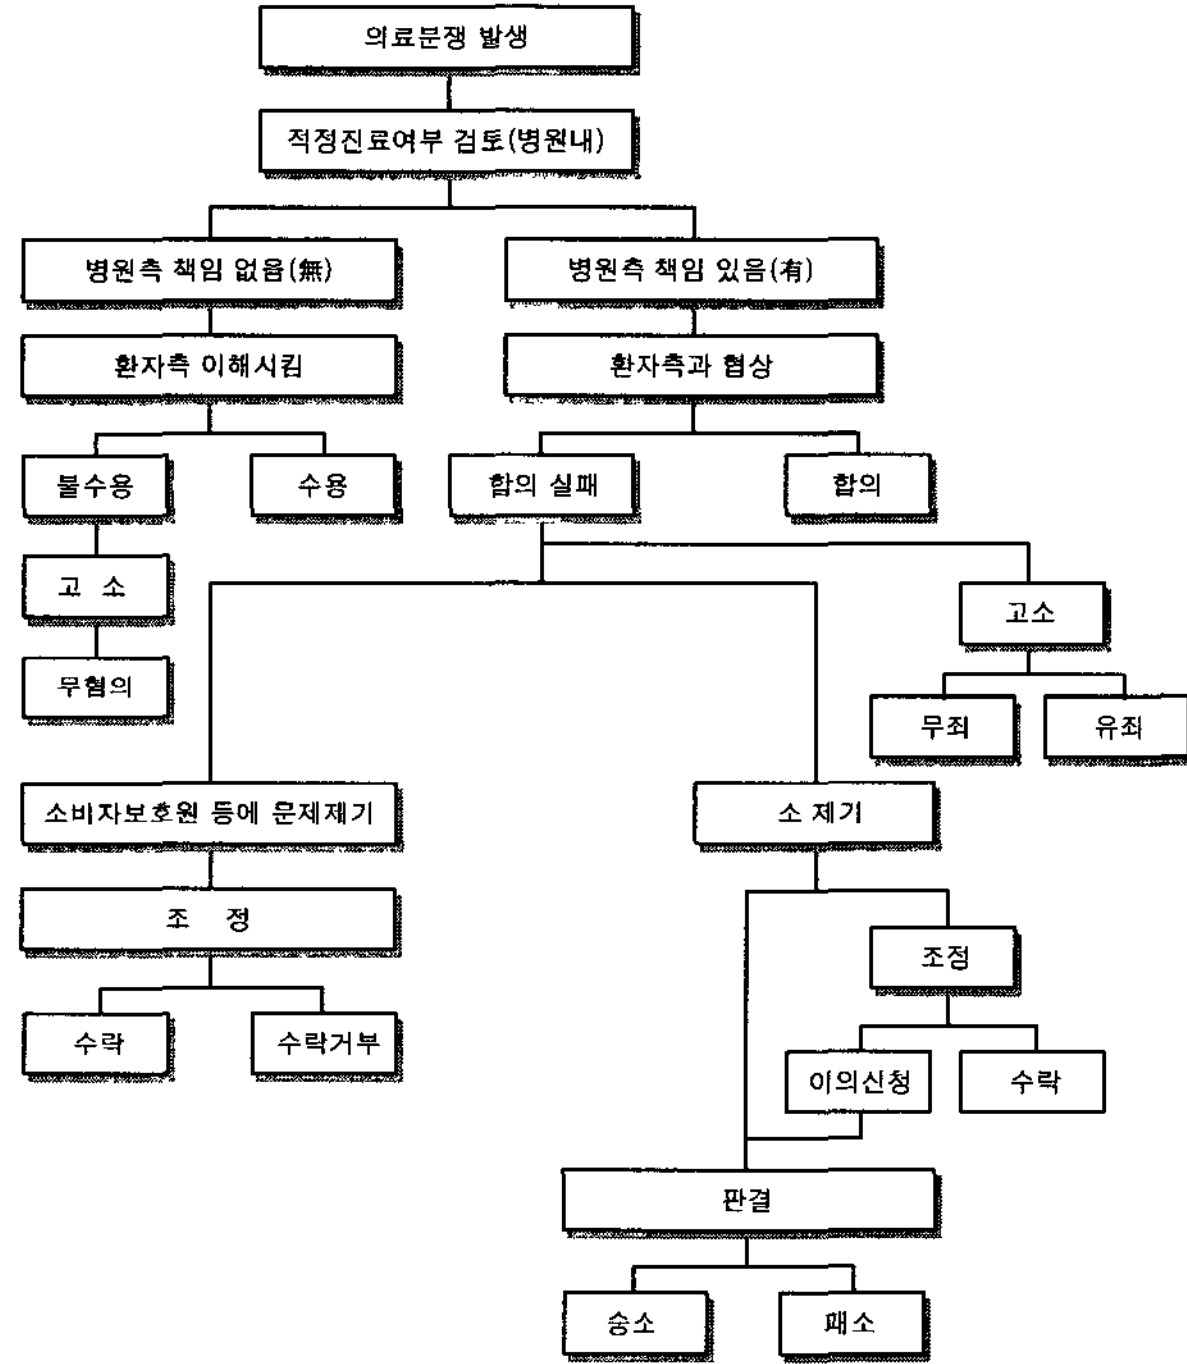 의료분쟁 발생
적정진료여부 검토(병원내)
병원측 책임 없음(無)
병원측 책임 있음(有)
환자측 이해시킴
환자측과 협상
불수용
수용
합의 실패
합의
고 소
고소
무혐의
무죄
유죄
소비자보호원 등에 문제제기
소 제기
조 정
조정
수락
수락거부
이의신청
수락
판결
승소
패소